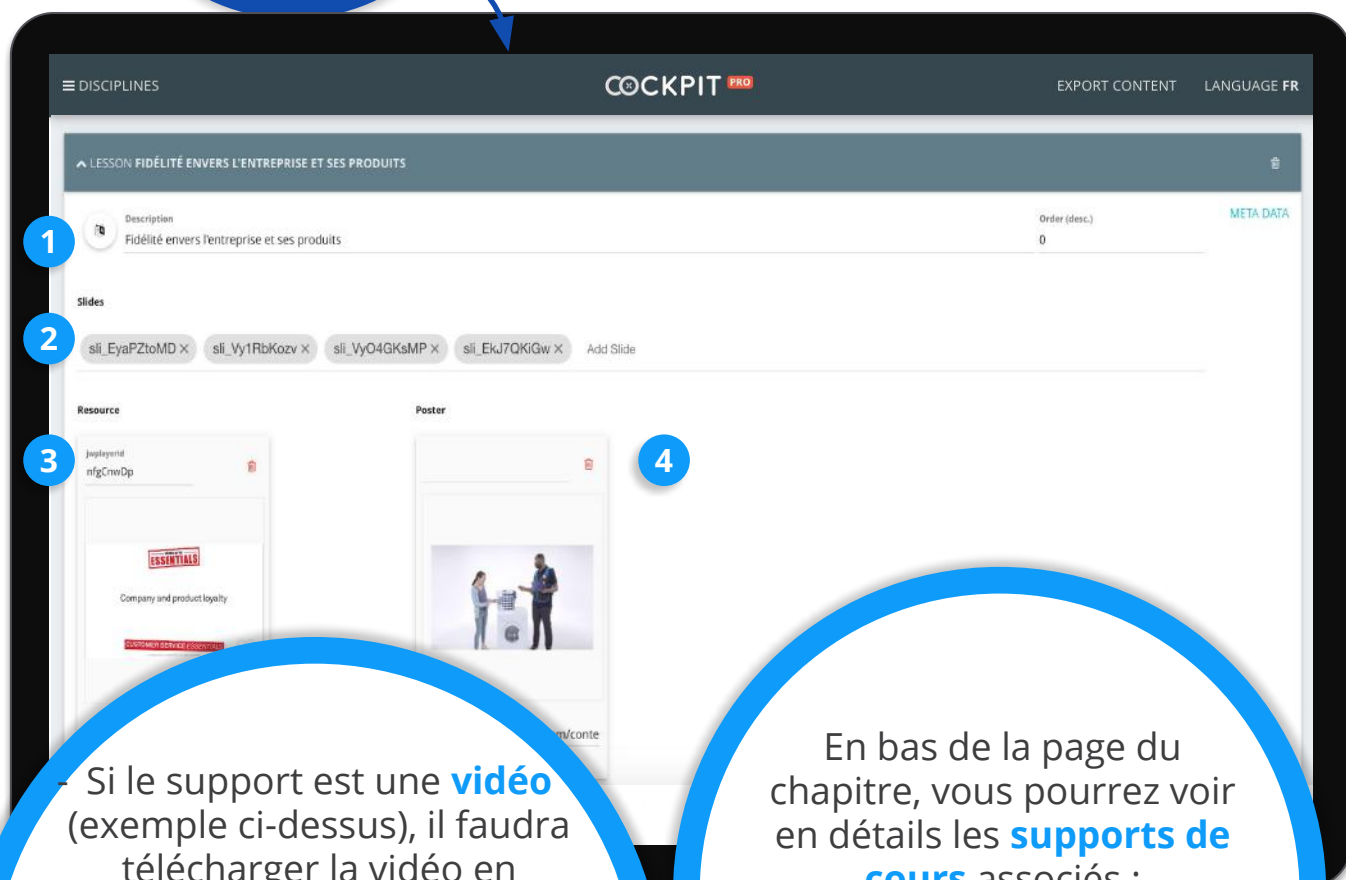 DISCIPLINES
COCKPIT PRO
EXPORT CONTENT
LANGUAGE FR
LESSON FIDÉLITÉ ENVERS L'ENTREPRISE ET SES PRODUITS
1
Description
Fidélité envers l'entreprise et ses produits
Order (desc.)
0
META DATA
Slides
2
sli_EyaPZtoMD ×
sli_Vy1RbKozv ×
sli_VyO4GKsMP ×
sli_EkJ7QKiGw ×
Add Slide
Resource
Poster
3
jwplayerid
nfgCnwDp
4
ESSENTIALS
Company and product loyalty
CUSTOMER SERVICE ESSENTIALS
m/conte
- Si le support est une vidéo
(exemple ci-dessus), il faudra
télécharger la vidéo en
En bas de la page du
chapitre, vous pourrez voir
en détails les supports de
cours associés :